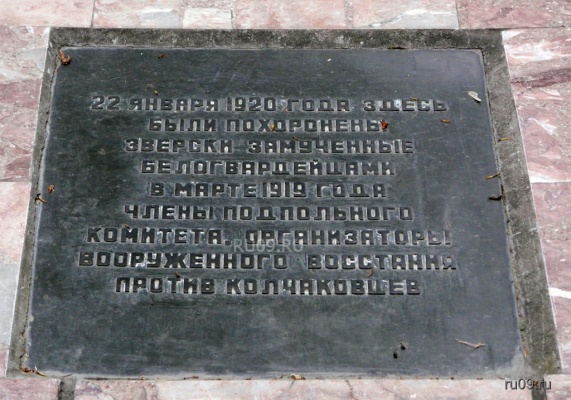 22 ЯНВАРЯ 1920 ГОДА ЗДЕСЬ
БЫЛИ ПОХОРОНЕНЫ
ЗВЕРСКИ ЗАМУЧЕННЫЕ
БЕЛОГВАРДЕЙЦАМИ
В МАРТЕ 1919 ГОДА
ЧЛЕНЫ ПОДПОЛЬНОГО
КОМИТЕТА ОРГАНИЗАТОРЫ
ВООРУЖЕННОГО ВОССТАНИЯ
ПРОТИВ КОЛЧАКОВЦЕВ
RU09.RU
ru09.ru